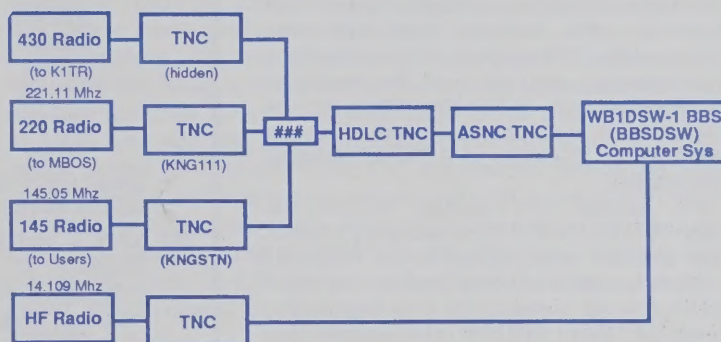 430 Radio
TNC
(to K1TR)
(hidden)
221.11 Mhz
220 Radio
TNC
###
HDLC TNC
ASNC TNC
WB1DSW-1 BBS
(BBSDSW)
Computer Sys
(to MBOS)
(KNG111)
145.05 Mhz
145 Radio
TNC
(to Users)
(KNGSTN)
14.109 Mhz
HF Radio
TNC